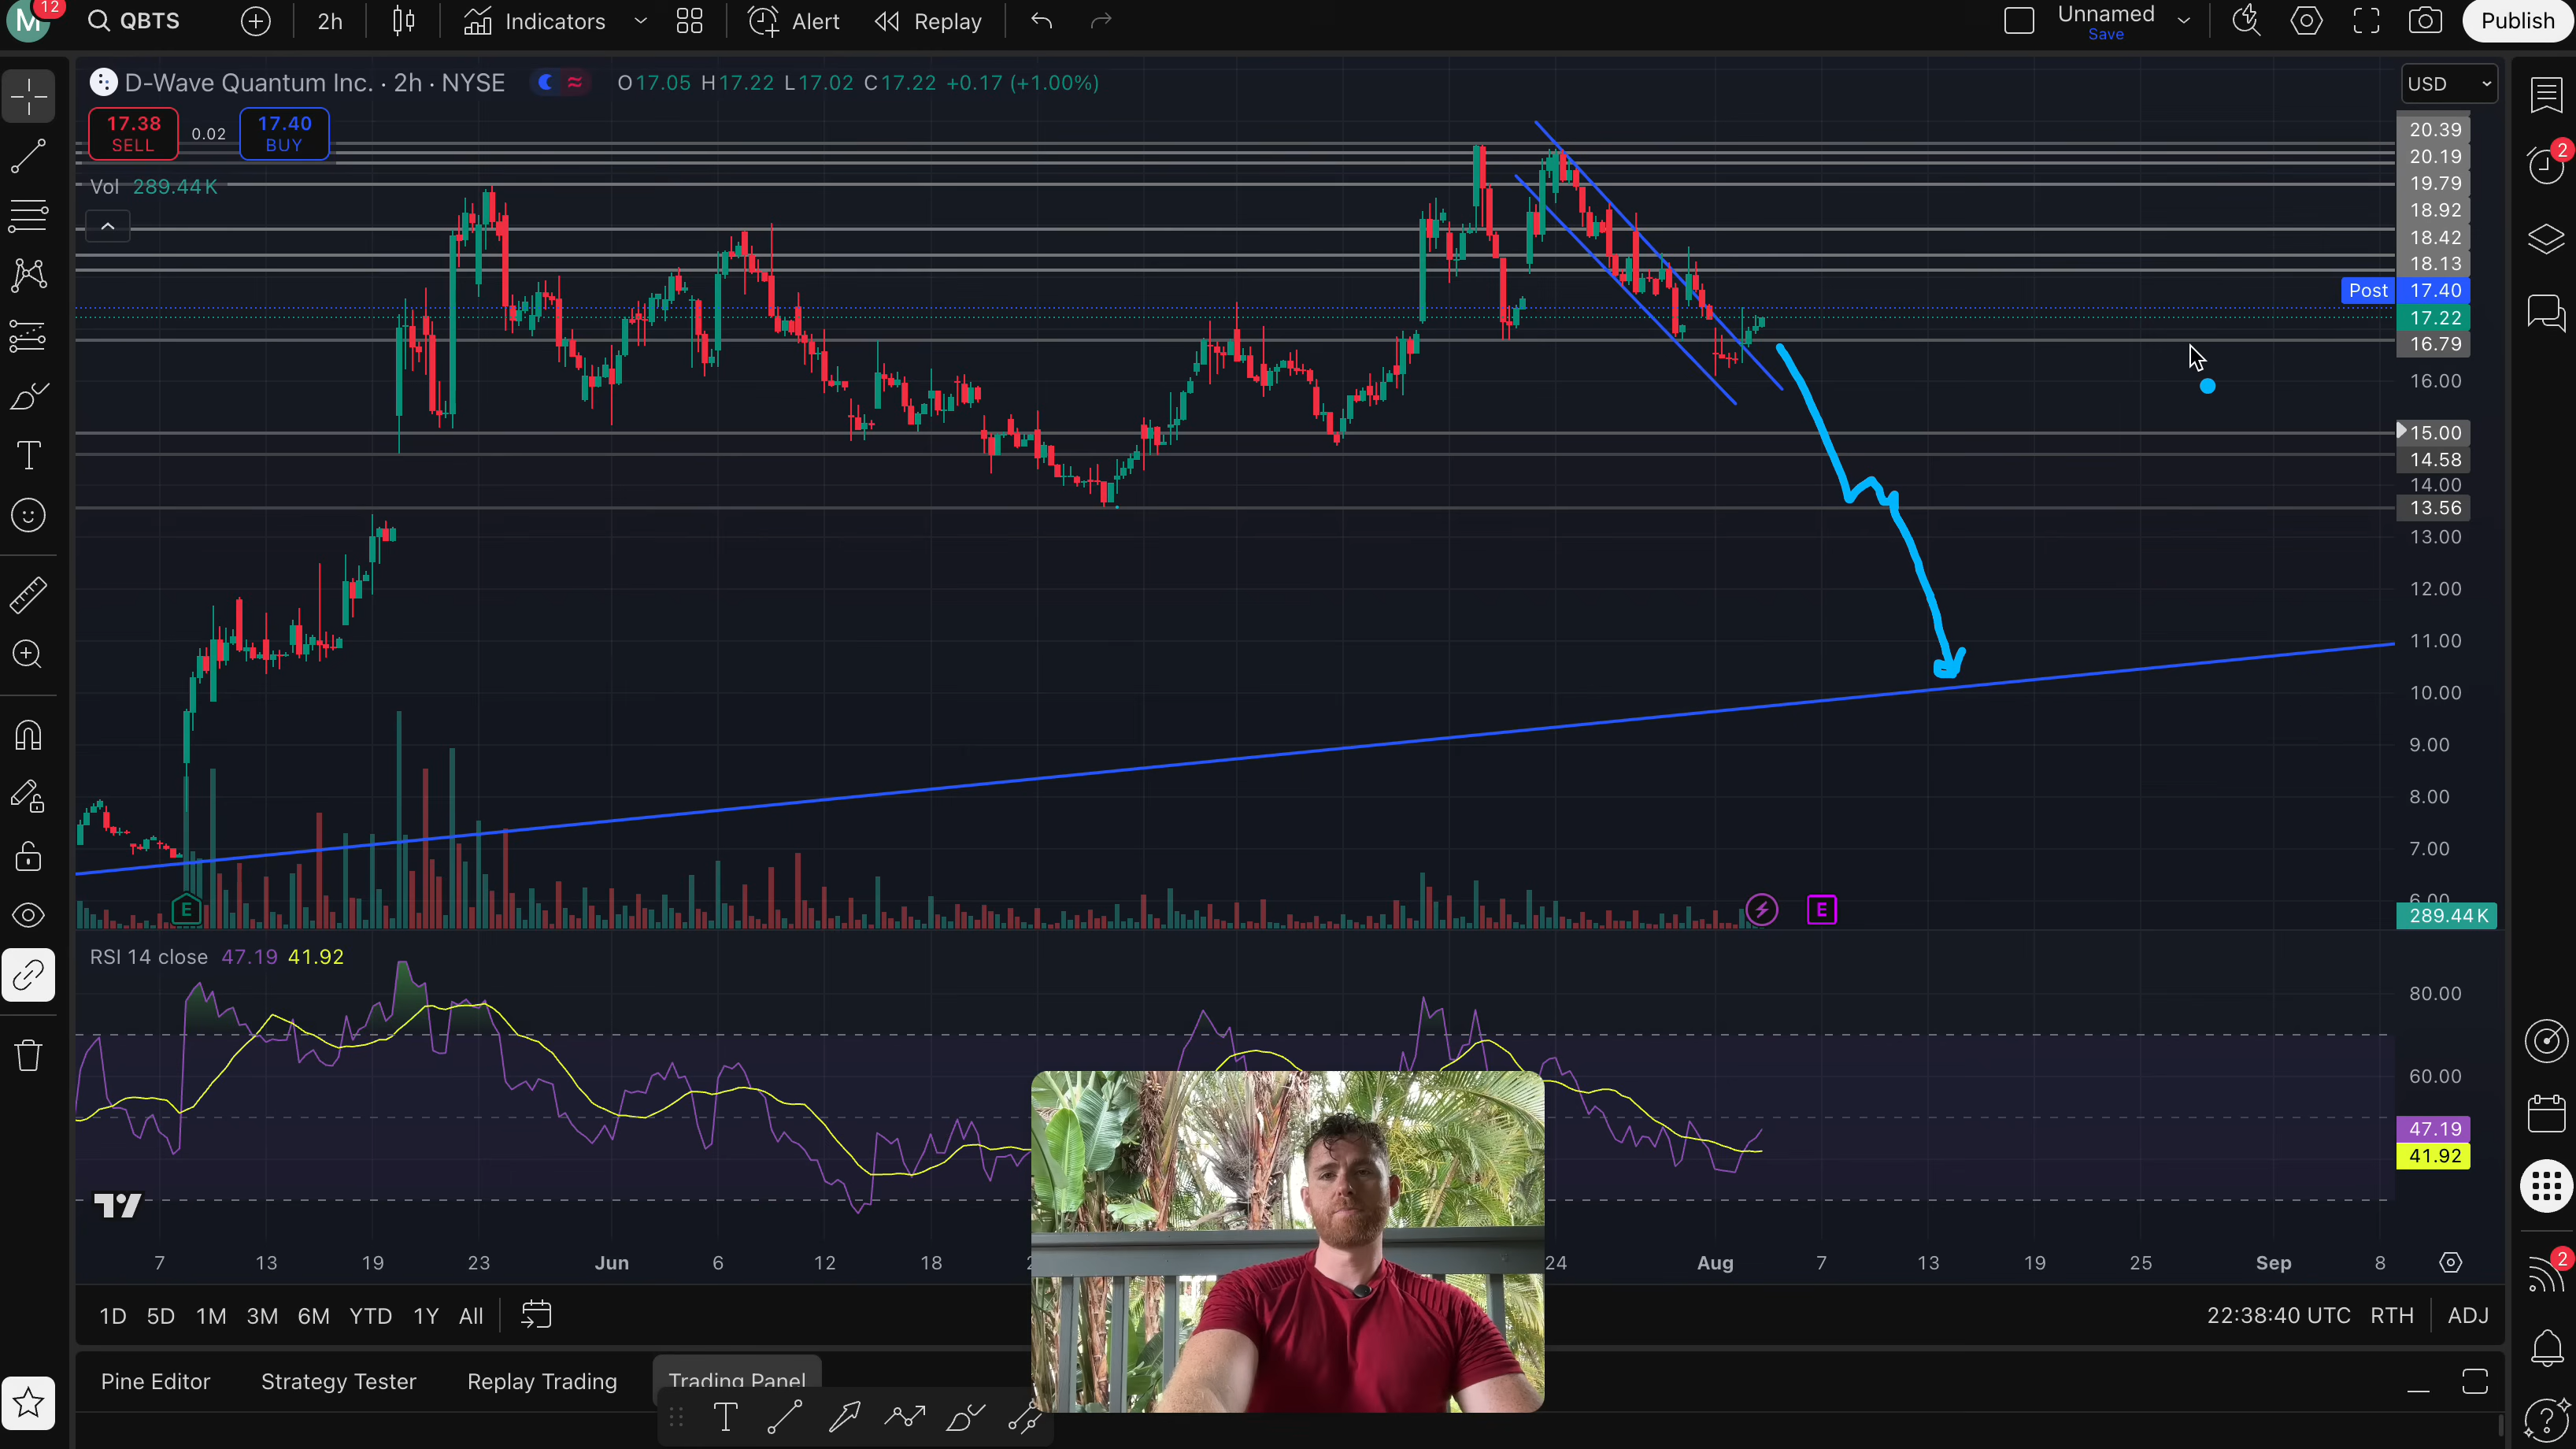 M 12 QBTS 2h Indicators Alert Replay Unnamed Save Publish
D-Wave Quantum Inc. · 2h · NYSE O17.05 H17.22 L17.02 C17.22 +0.17 (+1.00%) USD
17.38 SELL 0.02 17.40 BUY
Vol 289.44K
20.39
20.19
19.79
18.92
18.42
18.13
Post 17.40
17.22
16.79
16.00
15.00
14.58
14.00
13.56
13.00
12.00
11.00
10.00
9.00
8.00
7.00
E E
289.44K
2
RSI 14 close 47.19 41.92
80.00
60.00
47.19
41.92
7 13 19 23 Jun 6 12 18 24 Aug 7 13 19 25 Sep 8
2
1D 5D 1M 3M 6M YTD 1Y All 22:38:40 UTC RTH ADJ
Pine Editor Strategy Tester Replay Trading Trading Panel
T